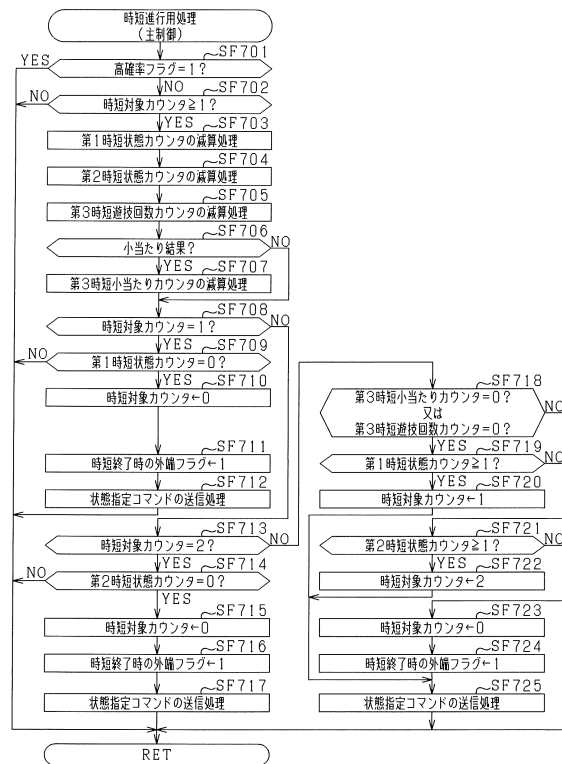 時短進行用処理
(主制御)
SF701
YES
高確率フラグ=1?
NO
SF702
NO
時短対象カウンタ≧1?
YES
SF703
第1時短状態カウンタの減算処理
SF704
第2時短状態カウンタの減算処理
SF705
第3時短遊技回数カウンタの減算処理
SF706
小当たり結果?
NO
YES
SF707
第3時短小当たりカウンタの減算処理
SF708
時短対象カウンタ=1?
NO
YES
SF709
NO
第1時短状態カウンタ=0?
YES
SF710
時短対象カウンタ←0
SF711
時短終了時の外端フラグ←1
SF712
状態指定コマンドの送信処理
SF713
時短対象カウンタ=2?
NO
YES
SF714
NO
第2時短状態カウンタ=0?
YES
SF715
時短対象カウンタ←0
SF716
時短終了時の外端フラグ←1
SF717
状態指定コマンドの送信処理
SF718
第3時短小当たりカウンタ=0?
又は
第3時短遊技回数カウンタ=0?
NO
YES
SF719
第1時短状態カウンタ≧1?
NO
YES
SF720
時短対象カウンタ←1
SF721
第2時短状態カウンタ≧1?
NO
YES
SF722
時短対象カウンタ←2
SF723
時短対象カウンタ←0
SF724
時短終了時の外端フラグ←1
SF725
状態指定コマンドの送信処理
RET